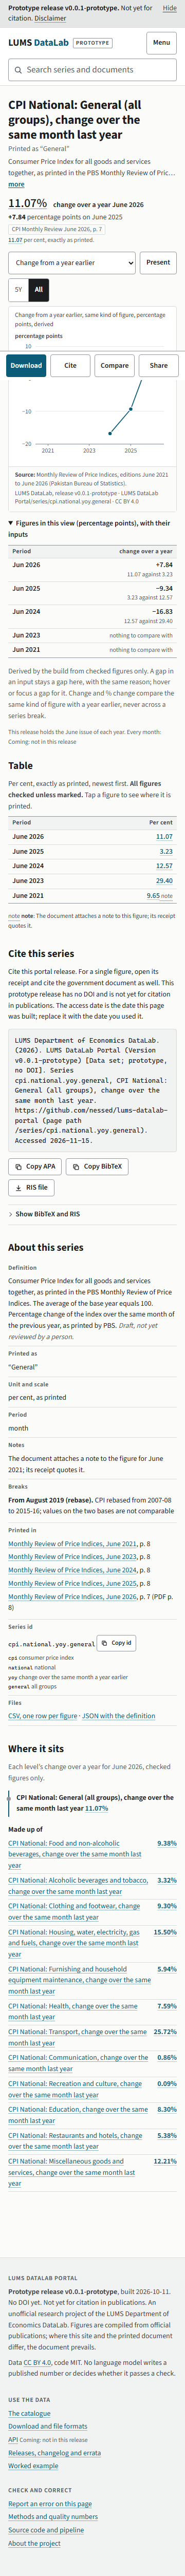 Prototype release v0.0.1-prototype. Not yet for citation. Disclaimer
Hide
LUMS DataLab PROTOTYPE
Menu
Search series and documents
CPI National: General (all
groups), change over the
same month last year
Printed as "General"
Consumer Price Index for all goods and services
together, as printed in the PBS Monthly Review of Pric…
more
11.07% change over a year June 2026
+7.84 percentage points on June 2025
CPI Monthly Review June 2026, p. 7
11.07 per cent, exactly as printed.
Change from a year earlier
Present
5Y
All
Change from a year earlier, same kind of figure, percentage
points, derived
percentage points
10
Download
Cite
Compare
Share
−10
−20
2021
2023
2025
Source: Monthly Review of Price Indices, editions June 2021
to June 2026 (Pakistan Bureau of Statistics).
LUMS DataLab, release v0.0.1-prototype · LUMS DataLab
Portal/series/cpi.national.yoy.general · CC BY 4.0
▼ Figures in this view (percentage points), with their
inputs
Period
change over a year
Jun 2026
+7.84
11.07 against 3.23
Jun 2025
−9.34
3.23 against 12.57
Jun 2024
−16.83
12.57 against 29.40
Jun 2023
nothing to compare with
Jun 2021
nothing to compare with
Derived by the build from checked figures only. A gap in
an input stays a gap here, with the same reason; hover
or focus a gap for it. Change and % change compare the
same kind of figure with a year earlier, never across a
series break.
This release holds the June issue of each year. Every month:
Coming: not in this release
Table
Per cent, exactly as printed, newest first. All figures
checked unless marked. Tap a figure to see where it is
printed.
Period
Per cent
June 2026
11.07
June 2025
3.23
June 2024
12.57
June 2023
29.40
June 2021
9.65 note
note note: The document attaches a note to this figure; its receipt
quotes it.
Cite this series
Cite this portal release. For a single figure, open its
receipt and cite the government document as well. This
prototype release has no DOI and is not yet for citation
in publications. The access date is the date this page
was built; replace it with the date you used it.
LUMS Department of Economics DataLab.
(2026). LUMS DataLab Portal (Version
v0.0.1-prototype) [Data set; prototype,
no DOI]. Series
cpi.national.yoy.general, CPI National:
General (all groups), change over the
same month last year.
https://github.com/nessed/lums-datalab-
portal (page path
/series/cpi.national.yoy.general).
Accessed 2026-11-15.
Copy APA
Copy BibTeX
RIS file
Show BibTeX and RIS
About this series
Definition
Consumer Price Index for all goods and services
together, as printed in the PBS Monthly Review of Price
Indices. The average of the base year equals 100.
Percentage change of the index over the same month of
the previous year, as printed by PBS. Draft, not yet
reviewed by a person.
Printed as
"General"
Unit and scale
per cent, as printed
Period
month
Notes
The document attaches a note to the figure for June
2021; its receipt quotes it.
Breaks
From August 2019 (rebase). CPI rebased from 2007-08
to 2015-16; values on the two bases are not comparable
Printed in
Monthly Review of Price Indices, June 2021, p. 8
Monthly Review of Price Indices, June 2023, p. 8
Monthly Review of Price Indices, June 2024, p. 8
Monthly Review of Price Indices, June 2025, p. 8
Monthly Review of Price Indices, June 2026, p. 7 (PDF p.
8)
Series id
cpi.national.yoy.general
Copy id
cpi consumer price index
national national
yoy change over the same month a year earlier
general all groups
Files
CSV, one row per figure · JSON with the definition
Where it sits
Each level's change over a year for June 2026, checked
figures only.
CPI National: General (all groups), change over the
same month last year 11.07%
Made up of
CPI National: Food and non-alcoholic
beverages, change over the same month last
year
9.38%
CPI National: Alcoholic beverages and tobacco,
change over the same month last year
3.32%
CPI National: Clothing and footwear, change
over the same month last year
9.30%
CPI National: Housing, water, electricity, gas
and fuels, change over the same month last
year
15.50%
CPI National: Furnishing and household
equipment maintenance, change over the same
month last year
5.94%
CPI National: Health, change over the same
month last year
7.59%
CPI National: Transport, change over the same
month last year
25.72%
CPI National: Communication, change over the
same month last year
0.86%
CPI National: Recreation and culture, change
over the same month last year
0.09%
CPI National: Education, change over the same
month last year
8.30%
CPI National: Restaurants and hotels, change
over the same month last year
5.38%
CPI National: Miscellaneous goods and
services, change over the same month last
year
12.21%
LUMS DATALAB PORTAL
Prototype release v0.0.1-prototype, built 2026-10-11.
No DOI yet. Not yet for citation in publications. An
unofficial research project of the LUMS Department of
Economics DataLab. Figures are compiled from official
publications; where this site and the printed document
differ, the document prevails.
Data CC BY 4.0, code MIT. No language model writes a
published number or decides whether it passes a check.
USE THE DATA
The catalogue
Download and file formats
API Coming: not in this release
Releases, changelog and errata
Worked example
CHECK AND CORRECT
Report an error on this page
Methods and quality numbers
Source code and pipeline
About the project